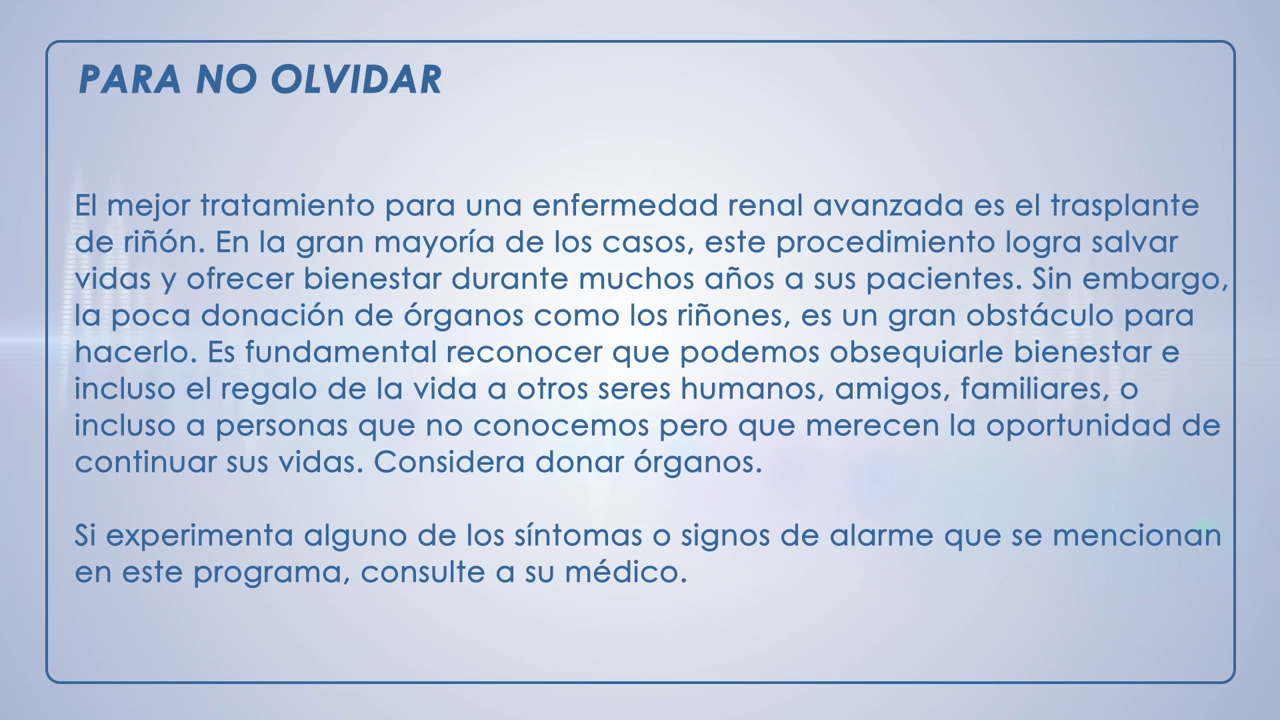 PARA NO OLVIDAR
El mejor tratamiento para una enfermedad renal avanzada es el trasplante
de riñón. En la gran mayoría de los casos, este procedimiento logra salvar
vidas y ofrecer bienestar durante muchos años a sus pacientes. Sin embargo,
la poca donación de órganos como los riñones, es un gran obstáculo para
hacerlo. Es fundamental reconocer que podemos obsequiarle bienestar e
incluso el regalo de la vida a otros seres humanos, amigos, familiares, o
incluso a personas que no conocemos pero que merecen la oportunidad de
continuar sus vidas. Considera donar órganos.
Si experimenta alguno de los síntomas o signos de alarme que se mencionan
en este programa, consulte a su médico.